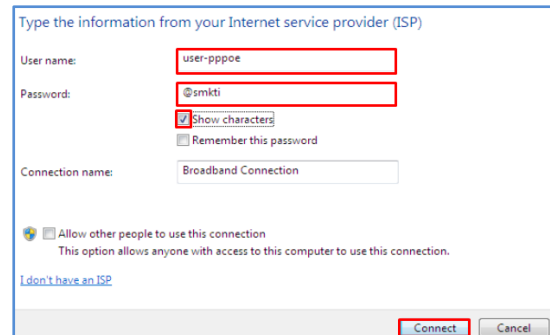 Type the information from your Internet service provider (ISP)
User name: user-pppoe
Password: @smkti
Show characters
Remember this password
Connection name: Broadband Connection
Allow other people to use this connection
This option allows anyone with access to this computer to use this connection.
I don't have an ISP
Connect Cancel